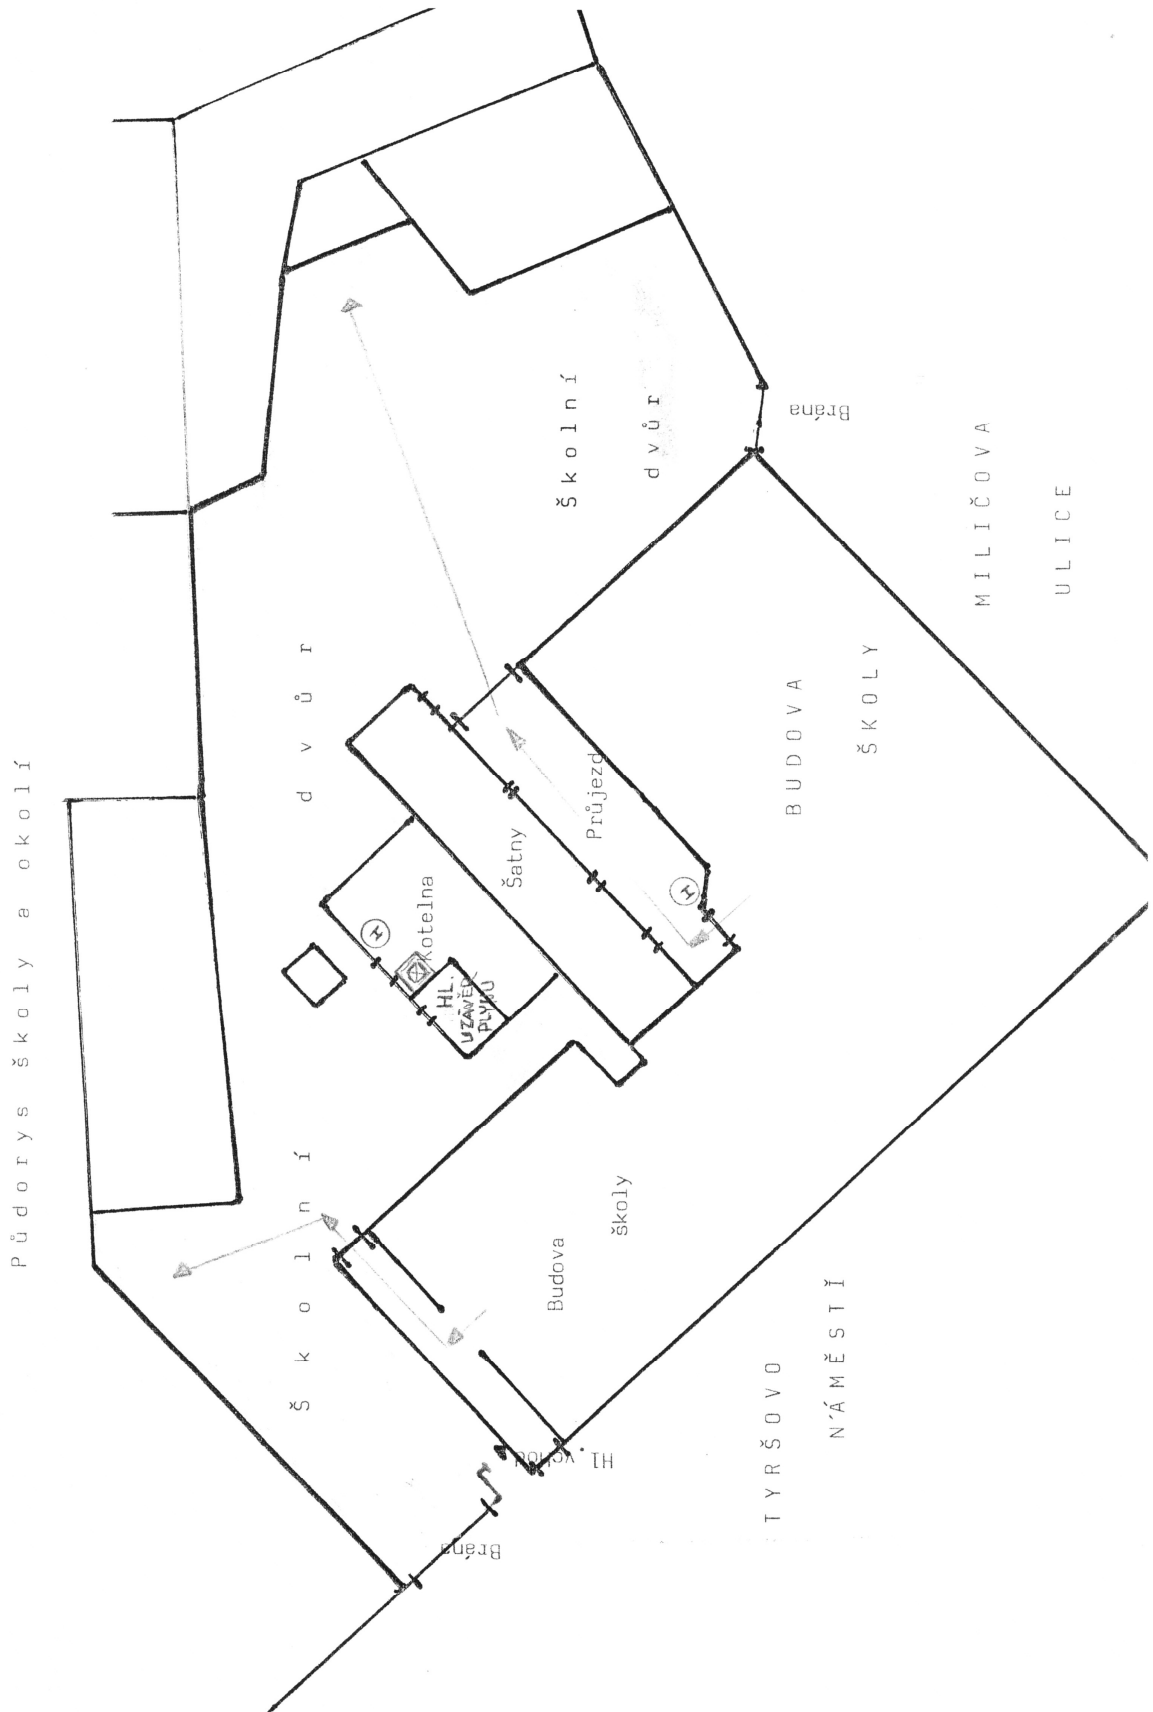 Půdorys školy a okolí
Školní dvůr
Školní
dvůr
Brána
MILIČOVA
ULICE
BUDOVA
ŠKOLY
Průjezd
Šatny
Kotelna
H
H
HL.
UZÁVĚR
PLYNU
Budova
školy
Hl. vchod
Brána
TYRŠOVO
NÁMĚSTÍ